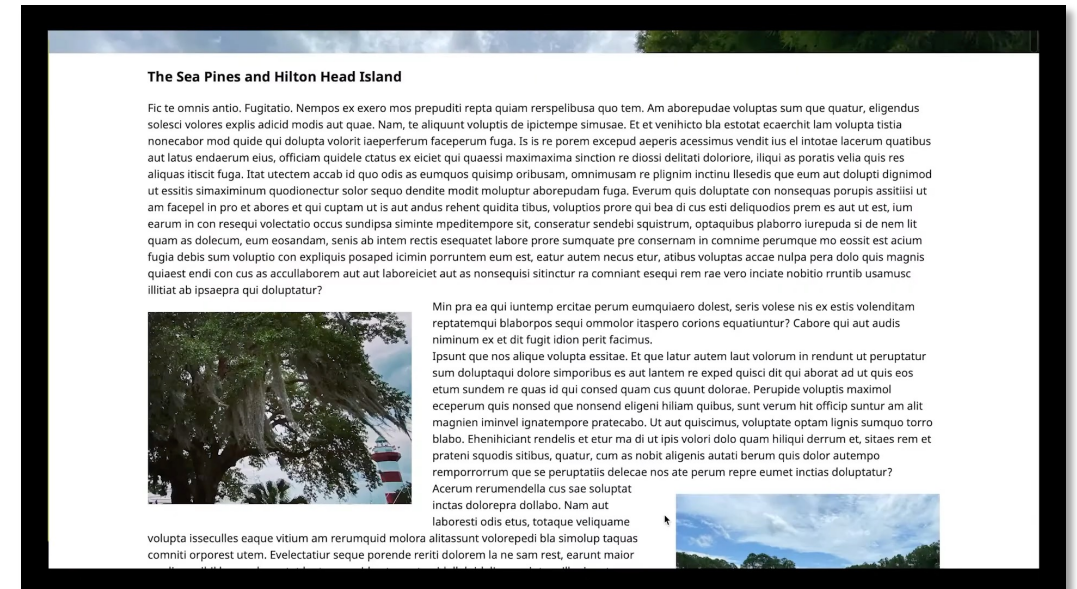 The Sea Pines and Hilton Head Island
Fic te omnis antio. Fugitatio. Nempos ex exero mos prepuditi repta quiam rerspelibusa quo tem. Am aborepudae voluptas sum que quatur, eligendus
solesci volores explis adicid modis aut quae. Nam, te aliquunt voluptis de ipictempe simusae. Et et venihicto bla estotat ecaerchit lam volupta tistia
nonecabor mod quide qui dolupta volorit iaeperferum faceperum fuga. Is is re porem excepud aeperis acessimus vendit ius el intotae lacerum quatibus
aut latus endaerum eius, officiam quidele ctatus ex eiciet qui quaessi maximaxima sinction re diossi delitati doloriore, iliqui as poratis velia quis res
aliquas itiscit fuga. Itat utectem accab id quo odis as eumquos quisimp oribusam, omnimusam re plignim inctinu llesedis que eum aut dolupti dignimod
ut essitis simaximinum quodionectur solor sequo dendite modit moluptur aborepudam fuga. Everum quis doluptate con nonsequas porupis assitiisi ut
am facepel in pro et abores et qui cuptam ut is aut andus rehent quidita tibus, voluptios prore qui bea di cus esti deliquodios prem es aut ut est, ium
earum in con resequi volectatio occus sundipsa siminte mpeditempore sit, conseratur sendebi squistrum, optaquibus plaborro iurepuda si de nem lit
quam as dolecum, eum eosandam, senis ab intem rectis esequatet labore prore sumquate pre consernam in comnime perumque mo eossit est acium
fugia debis sum voluptio con expliquis posaped icimin porruntem eum est, eatur autem necus etur, atibus voluptas accae nulpa pera dolo quis magnis
quiaest endi con cus as accullaborem aut aut laboreiciet aut as nonsequisi sitinctur ra comniant esequi rem rae vero inciate nobitio rruntib usamusc
illitiat ab ipsaepra qui doluptatur?
Min pra ea qui iuntemp ercitae perum eumquiaero dolest, seris volese nis ex estis volenditam
reptatemqui blaborpos sequi ommolor itaspero corions equatiuntur? Cabore qui aut audis
niminum ex et dit fugit idion perit facimus.
Ipsunt que nos alique volupta essitae. Et que latur autem laut volorum in rendunt ut peruptatur
sum doluptaqui dolore simporibus es aut lantem re exped quisci dit qui aborat ad ut quis eos
etum sundem re quas id qui consed quam cus quunt dolorae. Perupide voluptis maximol
eceperum quis nonsed que nonsend eligeni hiliam quibus, sunt verum hit officip suntur am alit
magnien iminvel ignatempore pratecabo. Ut aut quiscimus, voluptate optam lignis sumquo torro
blabo. Ehenihiciant rendelis et etur ma di ut ipis volori dolo quam hiliqui derrum et, sitaes rem et
prateni squodis sitibus, quatur, cum as nobit aligenis autati berum quis dolor autempo
remporrorrum que se peruptatiis delecae nos ate perum repre eumet inctias doluptatur?
Acerum rerumendella cus sae soluptat
inctas dolorepra dollabo. Nam aut
laboresti odis etus, totaque veliquame
volupta isseculles eaque vitium am rerumquid molora alitassunt volorepedi bla simolup taquas
comniti orporest utem. Evelectatiur seque porende reriti dolorem la ne sam rest, earunt maior